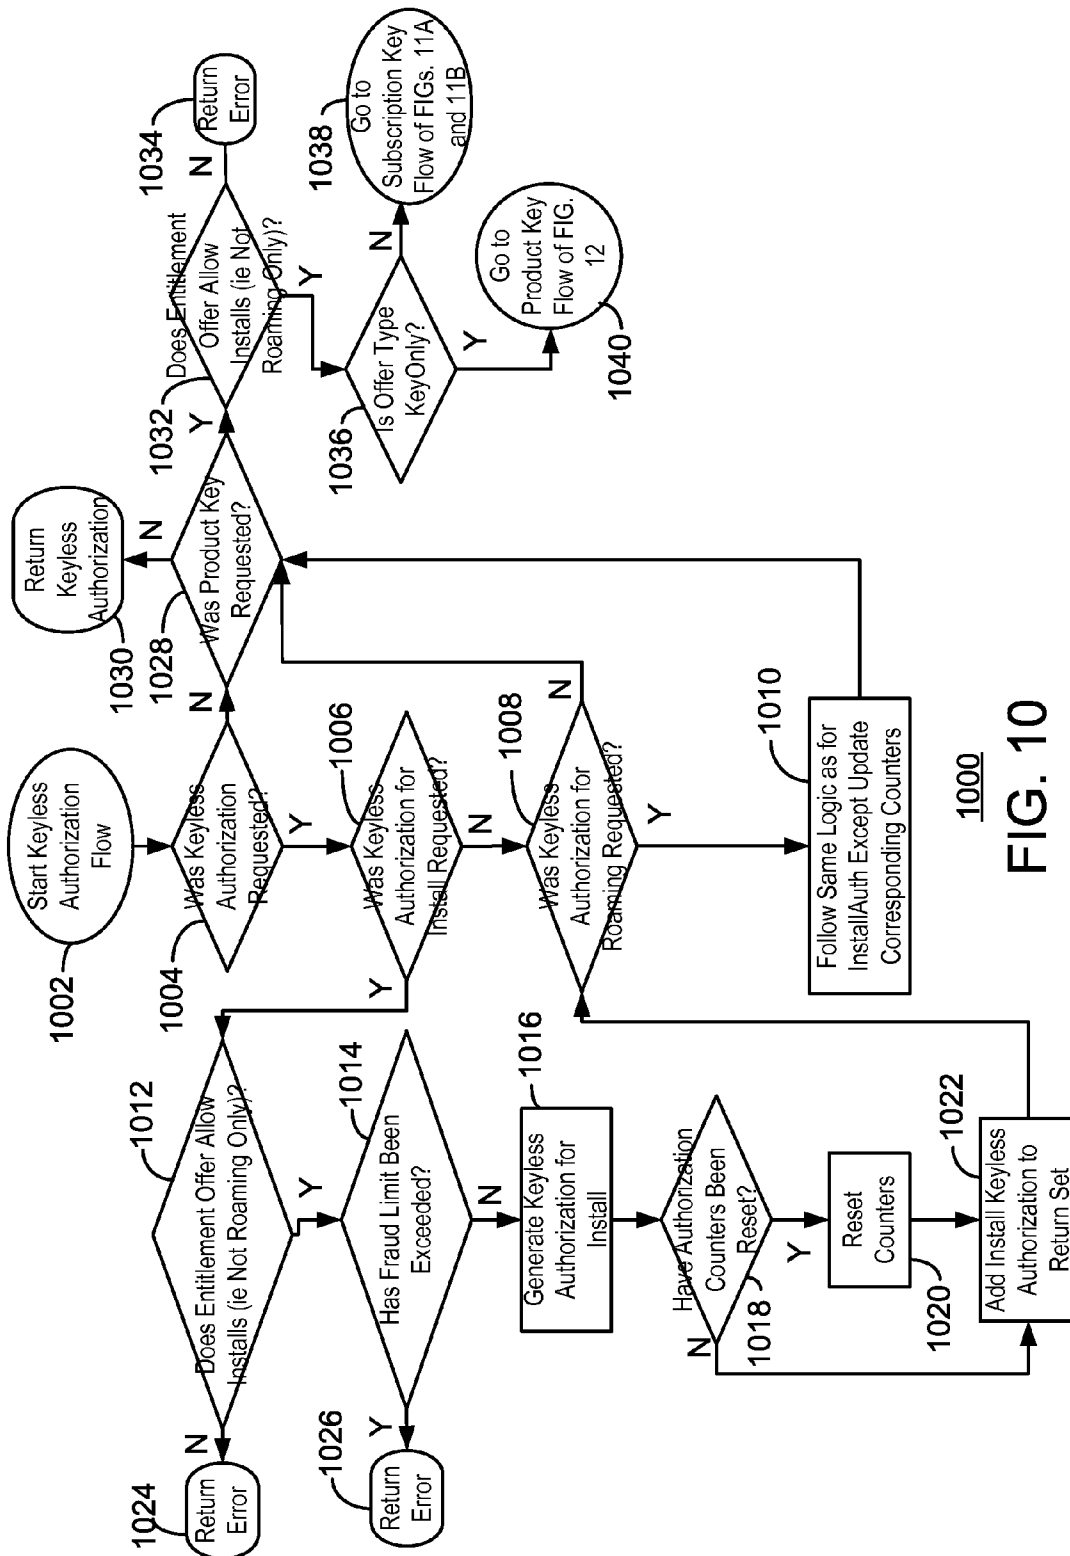 1002
Start Keyless
Authorization
Flow
1004
Was Keyless
Authorization
Requested?
N
Y
1006
Was Keyless
Authorization for
Install Requested?
Y
N
1008
Was Keyless
Authorization for
Roaming Requested?
N
Y
1010
Follow Same Logic as for
InstallAuth Except Update
Corresponding Counters
1012
Does Entitlement Offer Allow
Installs (ie Not Roaming Only)?
N
Y
1024
Return
Error
1014
Has Fraud Limit Been
Exceeded?
Y
N
1026
Return
Error
1016
Generate Keyless
Authorization for
Install
1018
Have Authorization
Counters Been
Reset?
N
Y
1020
Reset
Counters
1022
Add Install Keyless
Authorization to
Return Set
1028
Was Product Key
Requested?
N
Y
1030
Return
Keyless
Authorization
1032
Does Entitlement
Offer Allow
Installs (ie Not
Roaming Only)?
N
Y
1034
Return
Error
1036
Is Offer Type
KeyOnly?
N
Y
1038
Go to
Subscription Key
Flow of FIGs. 11A
and 11B
1040
Go to
Product Key
Flow of FIG.
12
1000
FIG. 10